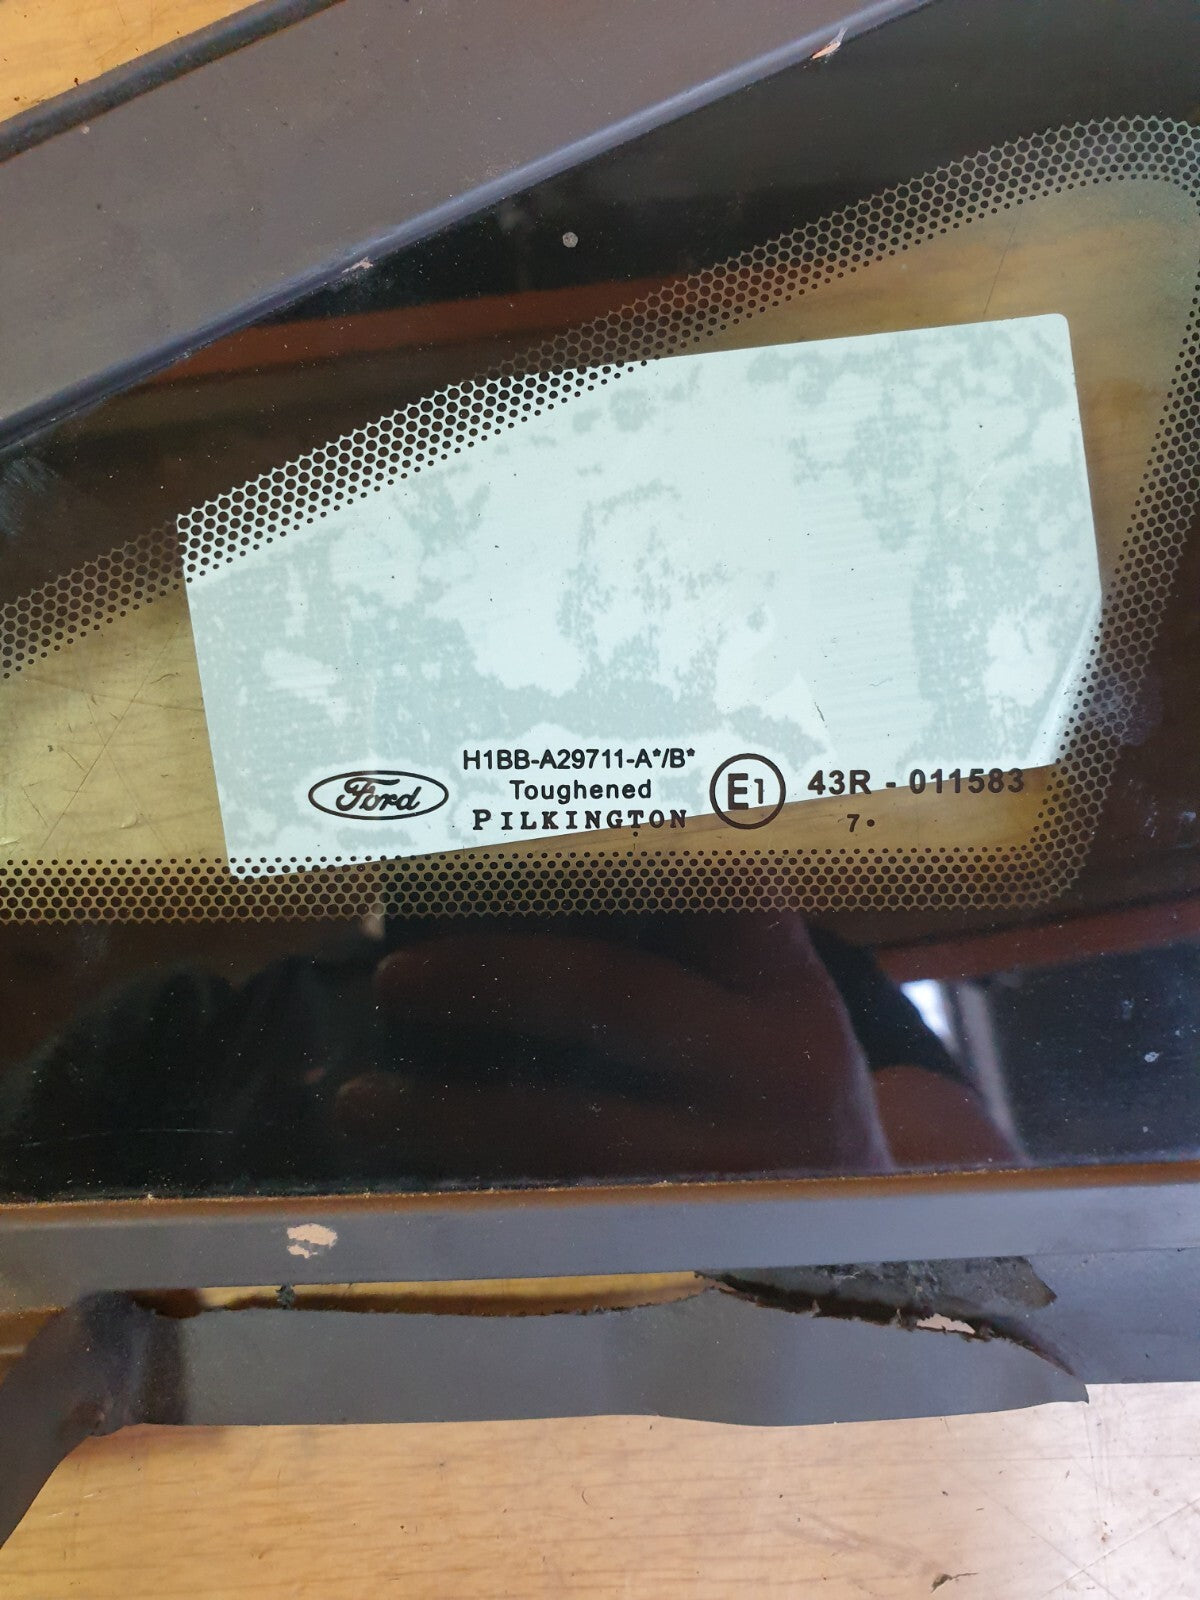 Ford
H1BB-A29711-A*/B*
Toughened
PILKINGTON
E1
43R - 011583
7•